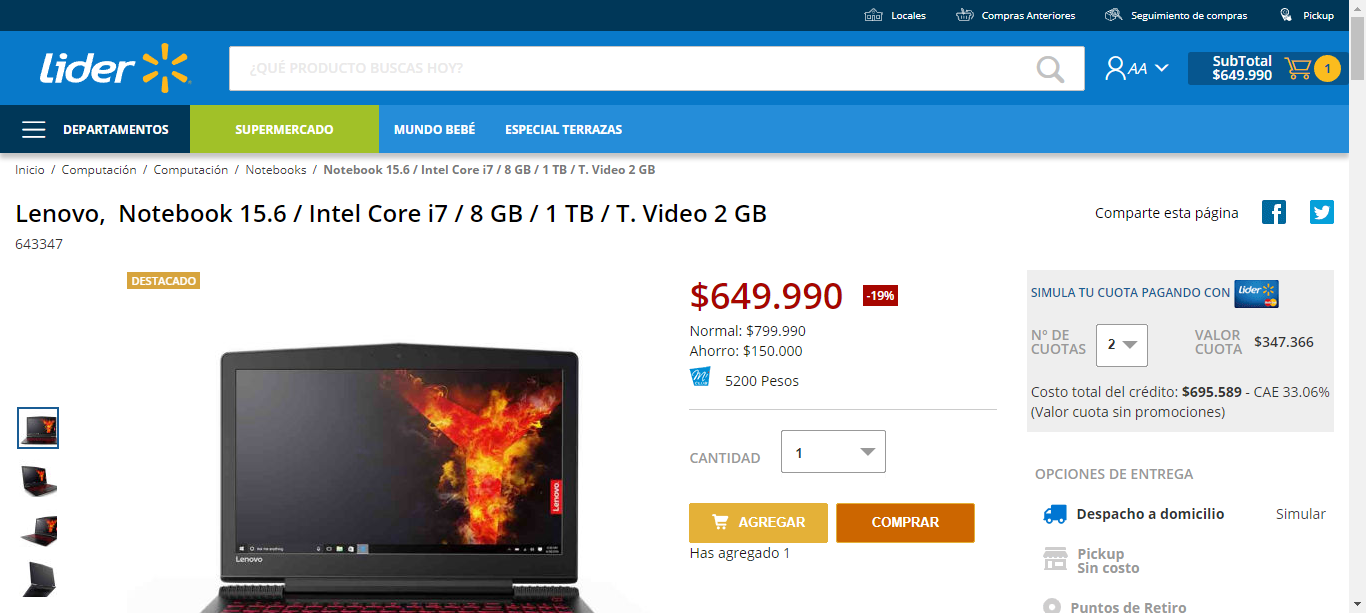 Locales
Compras Anteriores
Seguimiento de compras
Pickup
Lider
¿QUÉ PRODUCTO BUSCAS HOY?
AA
SubTotal
$649.990
1
DEPARTAMENTOS
SUPERMERCADO
MUNDO BEBÉ
ESPECIAL TERRAZAS
Inicio / Computación / Computación / Notebooks / Notebook 15.6 / Intel Core i7 / 8 GB / 1 TB / T. Video 2 GB
Lenovo, Notebook 15.6 / Intel Core i7 / 8 GB / 1 TB / T. Video 2 GB
643347
Comparte esta página
DESTACADO
Lenovo
Lenovo
$649.990
-19%
Normal: $799.990
Ahorro: $150.000
Mi CLUB
5200 Pesos
CANTIDAD
1
AGREGAR
COMPRAR
Has agregado 1
SIMULA TU CUOTA PAGANDO CON
Lider
N° DE
CUOTAS
2
VALOR
CUOTA
$347.366
Costo total del crédito: $695.589 - CAE 33.06%
(Valor cuota sin promociones)
OPCIONES DE ENTREGA
Despacho a domicilio
Simular
Pickup
Sin costo
Puntos de Retiro